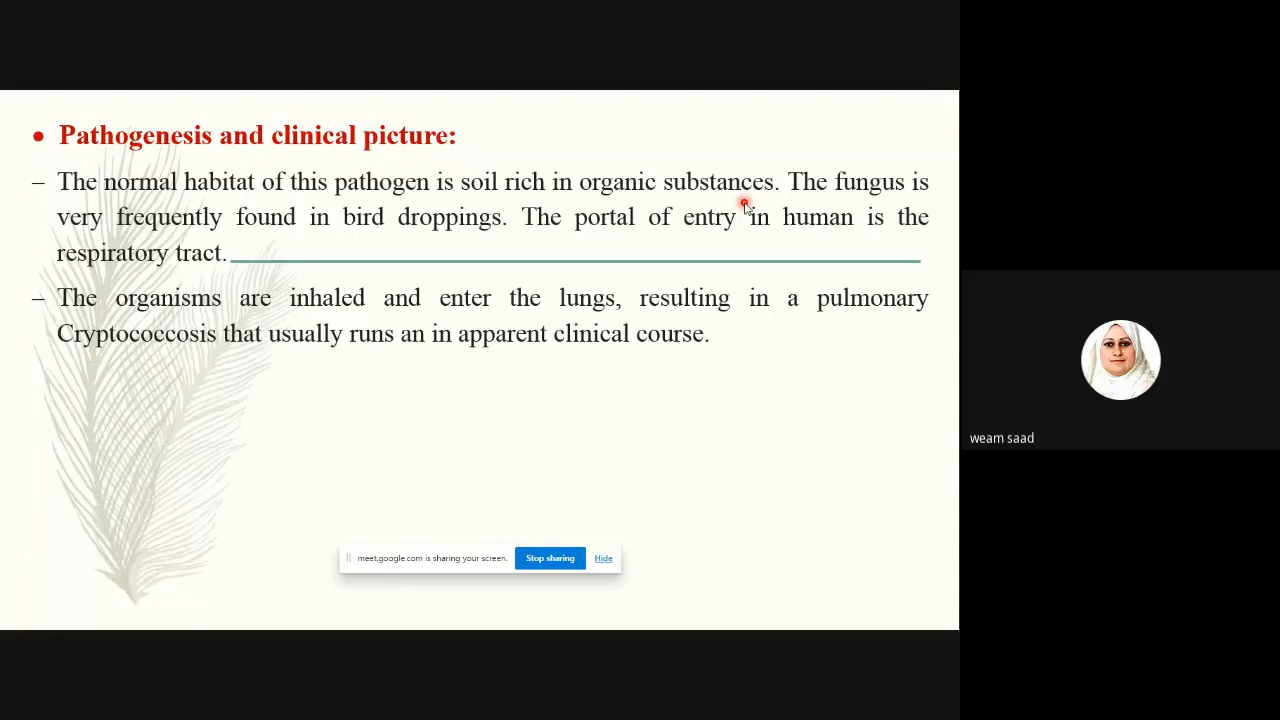 • Pathogenesis and clinical picture:
– The normal habitat of this pathogen is soil rich in organic substances. The fungus is
very frequently found in bird droppings. The portal of entry in human is the
respiratory tract.
– The organisms are inhaled and enter the lungs, resulting in a pulmonary
Cryptococcosis that usually runs an in apparent clinical course.
meet.google.com is sharing your screen. Stop sharing Hide
weam saad